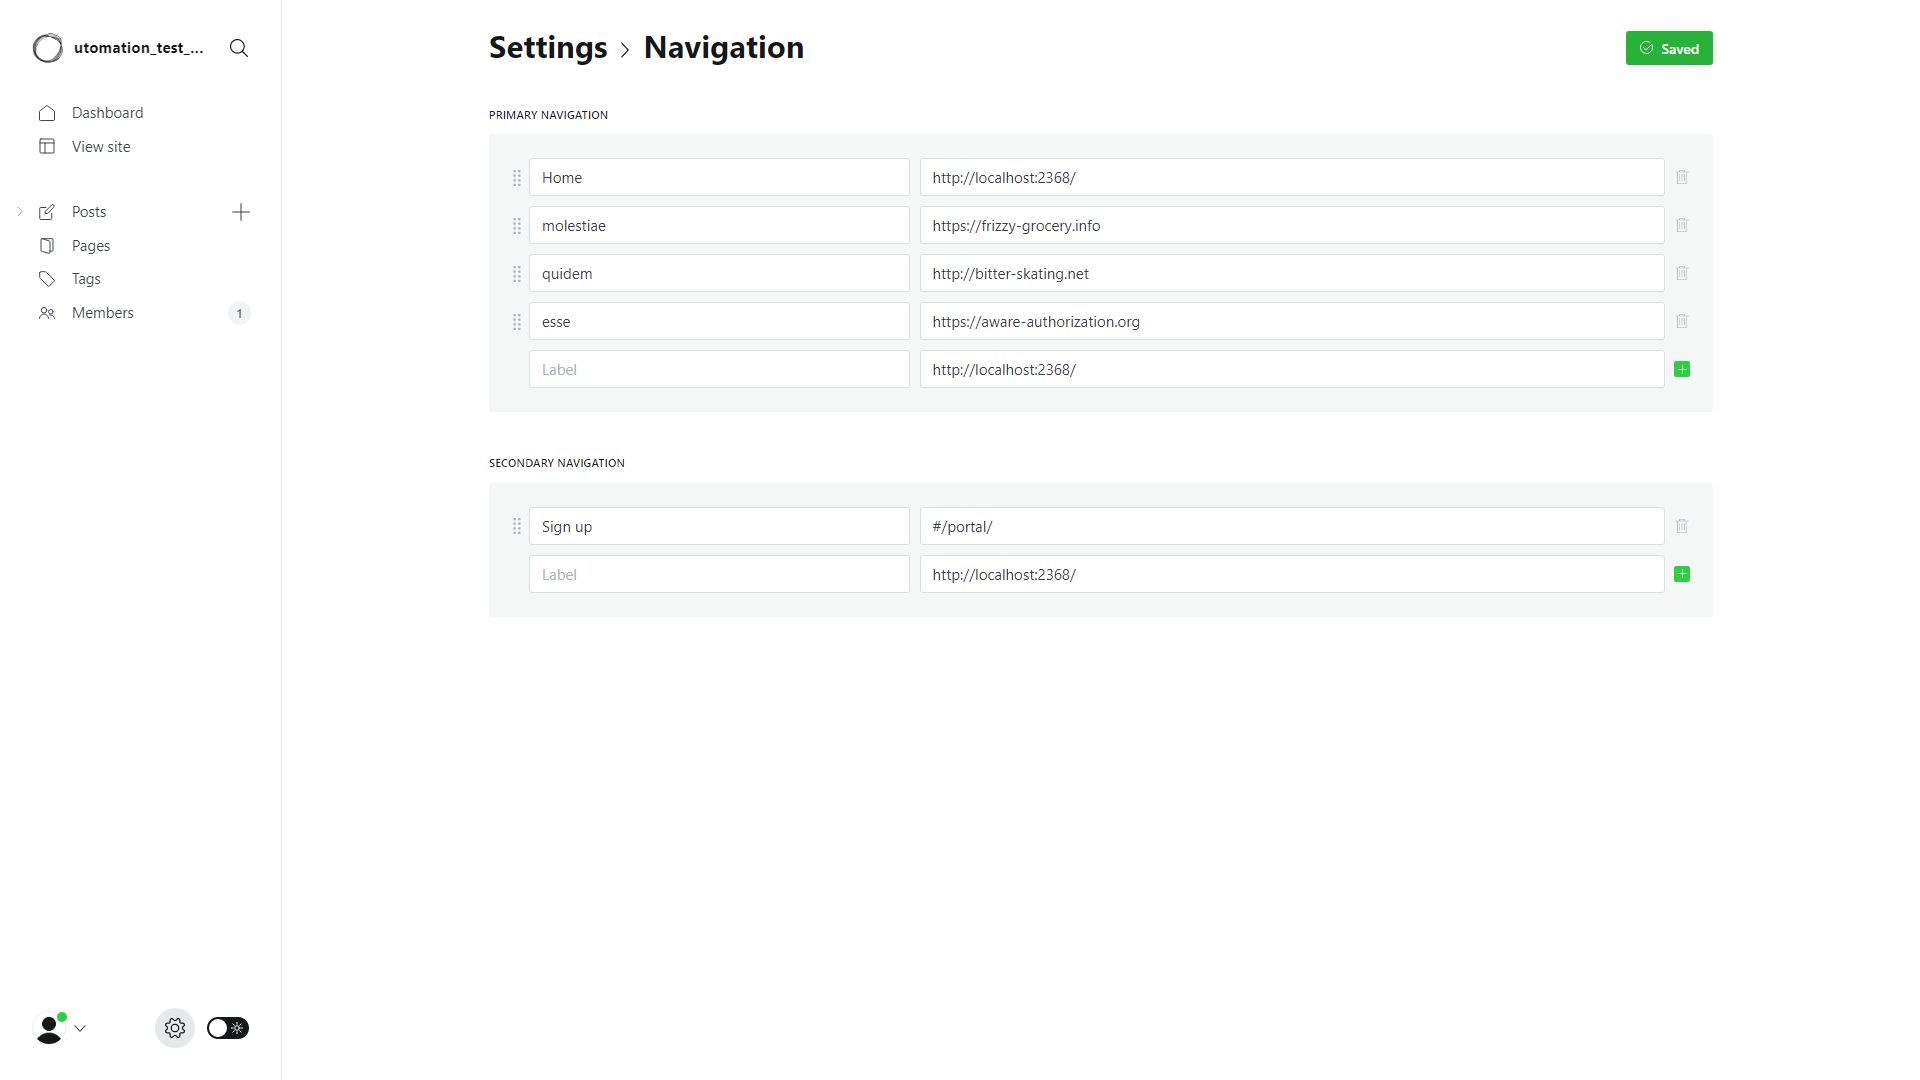 utomation_test_...
Dashboard
View site
Posts
Pages
Tags
Members 1
Settings > Navigation
Saved
PRIMARY NAVIGATION
Home http://localhost:2368/
molestiae https://frizzy-grocery.info
quidem http://bitter-skating.net
esse https://aware-authorization.org
Label http://localhost:2368/
SECONDARY NAVIGATION
Sign up #/portal/
Label http://localhost:2368/